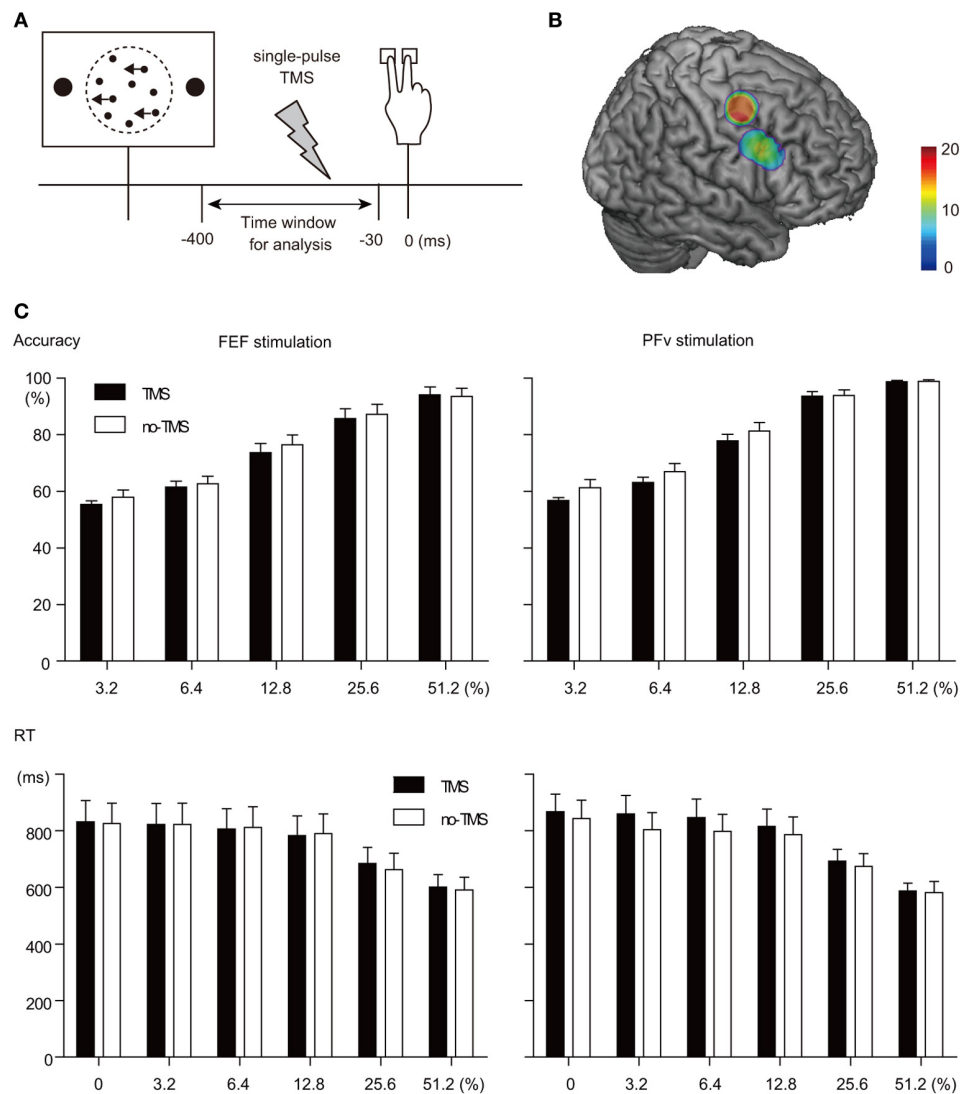 A
single-pulse
TMS
-400
Time window
for analysis
-30
0 (ms)
B
20
10
0
C
Accuracy
FEF stimulation
PFv stimulation
100
(%)
80
60
40
20
0
TMS
no-TMS
3.2 6.4 12.8 25.6 51.2 (%)
3.2 6.4 12.8 25.6 51.2 (%)
RT
(ms)
800
600
400
200
0
TMS
no-TMS
0 3.2 6.4 12.8 25.6 51.2 (%)
0 3.2 6.4 12.8 25.6 51.2 (%)